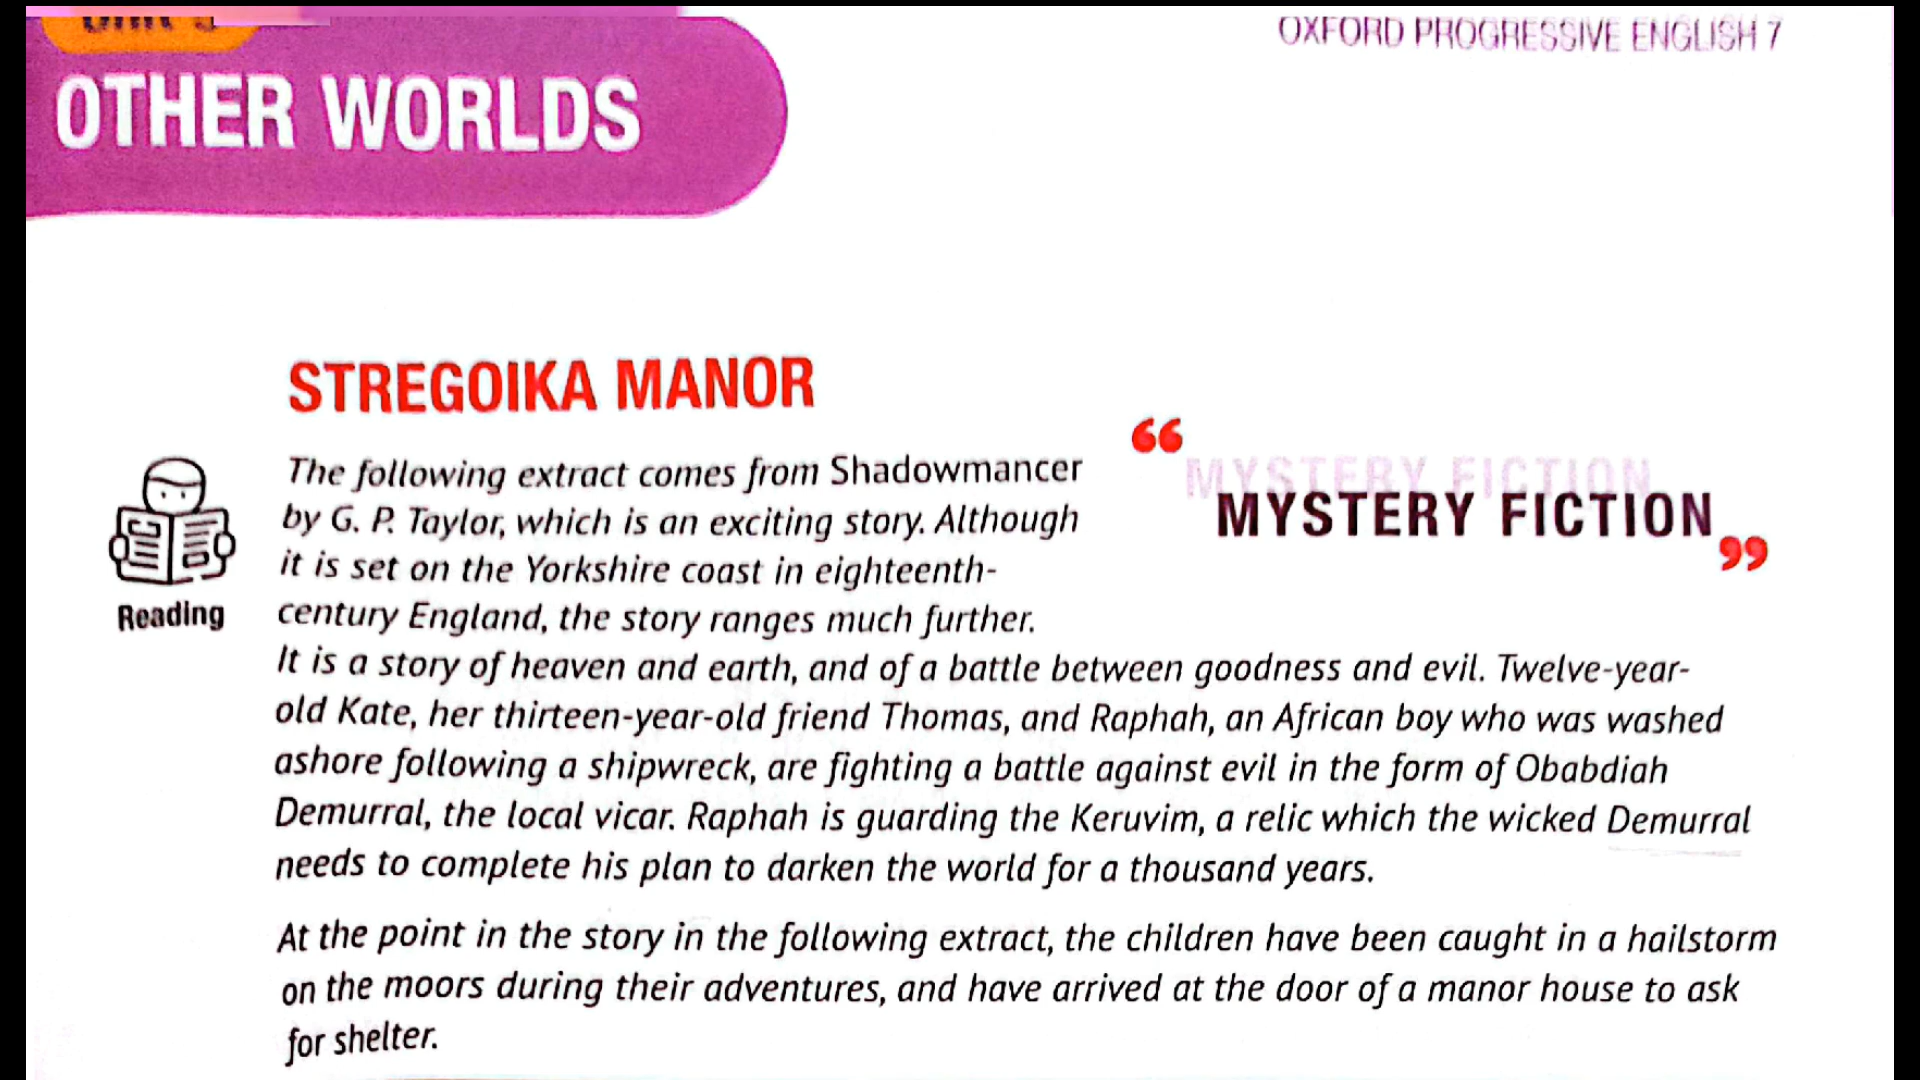 OXFORD PROGRESSIVE ENGLISH 7
OTHER WORLDS
STREGOIKA MANOR
The following extract comes from Shadowmancer
by G. P. Taylor, which is an exciting story. Although
it is set on the Yorkshire coast in eighteenth-
century England, the story ranges much further.
It is a story of heaven and earth, and of a battle between goodness and evil. Twelve-year-
old Kate, her thirteen-year-old friend Thomas, and Raphah, an African boy who was washed
ashore following a shipwreck, are fighting a battle against evil in the form of Obabdiah
Demurral, the local vicar. Raphah is guarding the Keruvim, a relic which the wicked Demurral
needs to complete his plan to darken the world for a thousand years.
“
MYSTERY FICTION
MYSTERY FICTION
”
Reading
At the point in the story in the following extract, the children have been caught in a hailstorm
on the moors during their adventures, and have arrived at the door of a manor house to ask
for shelter.